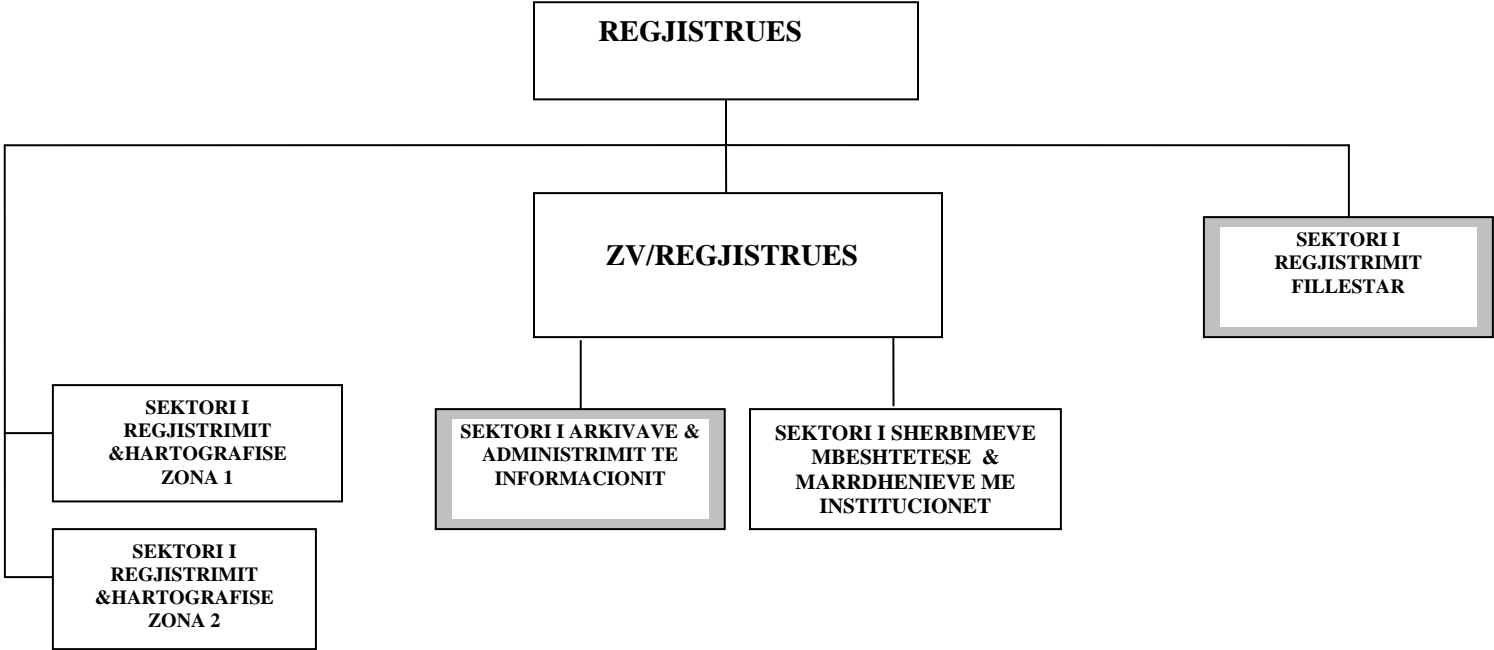 REGJISTRUES
ZV/REGJISTRUES
SEKTORI I
REGJISTRIMIT
FILLESTAR
SEKTORI I
REGJISTRIMIT
&HARTOGRAFISE
ZONA 1
SEKTORI I ARKIVAVE &
ADMINISTRIMIT TE
INFORMACIONIT
SEKTORI I SHERBIMEVE
MBESHTETESE &
MARRDHENIEVE ME
INSTITUCIONET
SEKTORI I
REGJISTRIMIT
&HARTOGRAFISE
ZONA 2